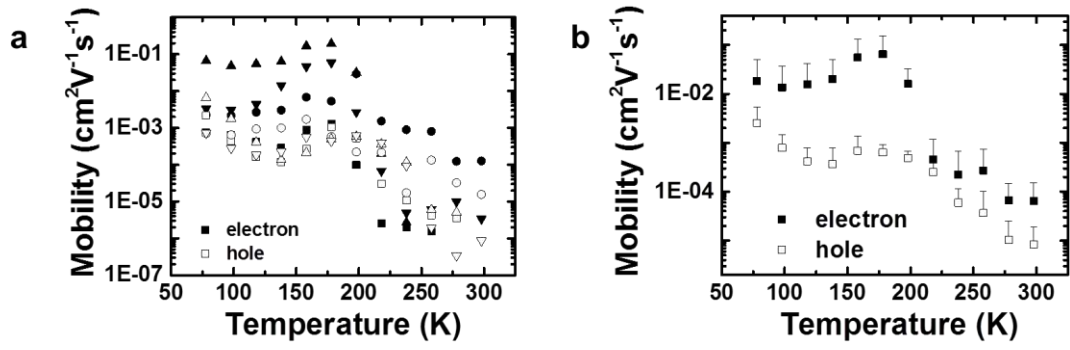 a
Mobility (cm²V⁻¹s⁻¹)
1E-01
1E-03
1E-05
1E-07
electron
hole
50 100 150 200 250 300
Temperature (K)
b
Mobility (cm²V⁻¹s⁻¹)
1E-02
1E-04
electron
hole
50 100 150 200 250 300
Temperature (K)